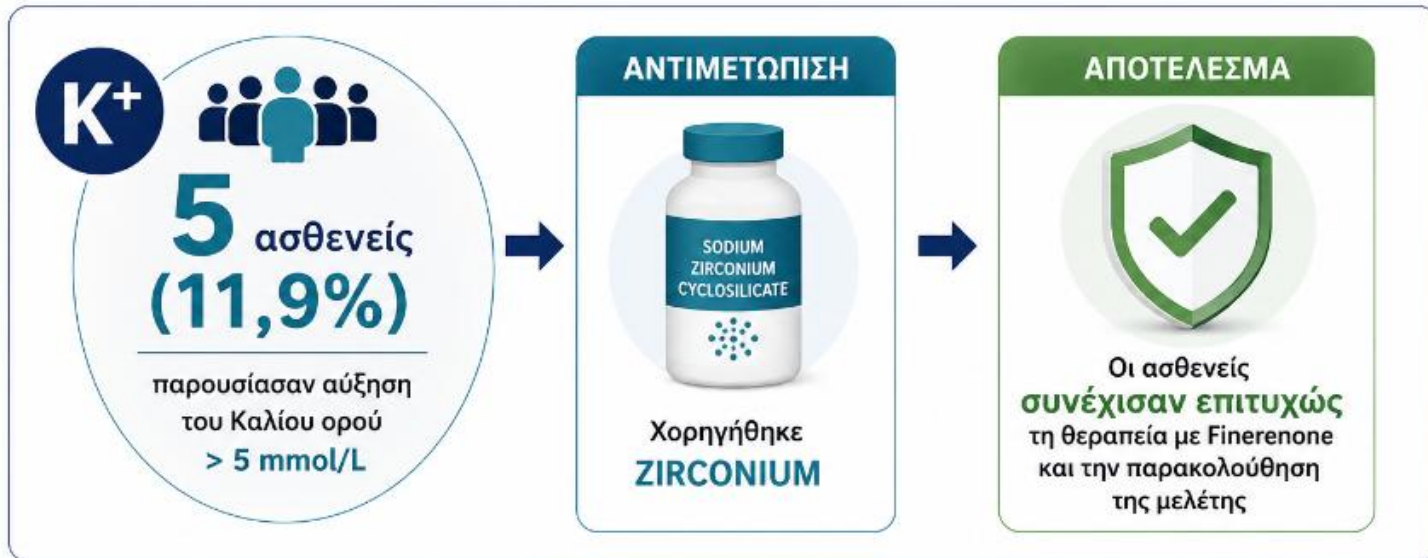 K+
5 ασθενείς
(11,9%)
παρουσίασαν αύξηση
του Καλίου ορού
> 5 mmol/L
ΑΝΤΙΜΕΤΩΠΙΣΗ
SODIUM
ZIRCONIUM
CYCLOSILICATE
Χορηγήθηκε
ZIRCONIUM
ΑΠΟΤΕΛΕΣΜΑ
Οι ασθενείς
συνέχισαν επιτυχώς
τη θεραπεία με Finerenone
και την παρακολούθηση
της μελέτης